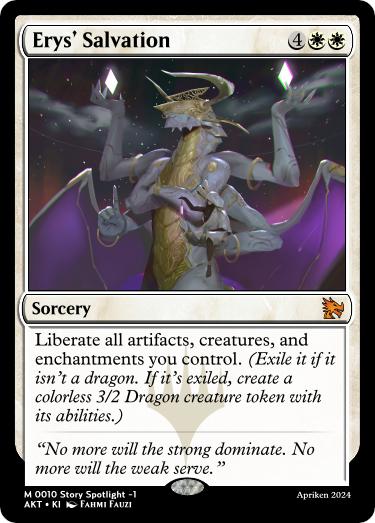 Erys' Salvation 4
Sorcery
Liberate all artifacts, creatures, and
enchantments you control. (Exile it if it
isn't a dragon. If it's exiled, create a
colorless 3/2 Dragon creature token with
its abilities.)
"No more will the strong dominate. No
more will the weak serve."
M 0010 Story Spotlight -1
AKT • KI Fahmi Fauzi
Apriken 2024